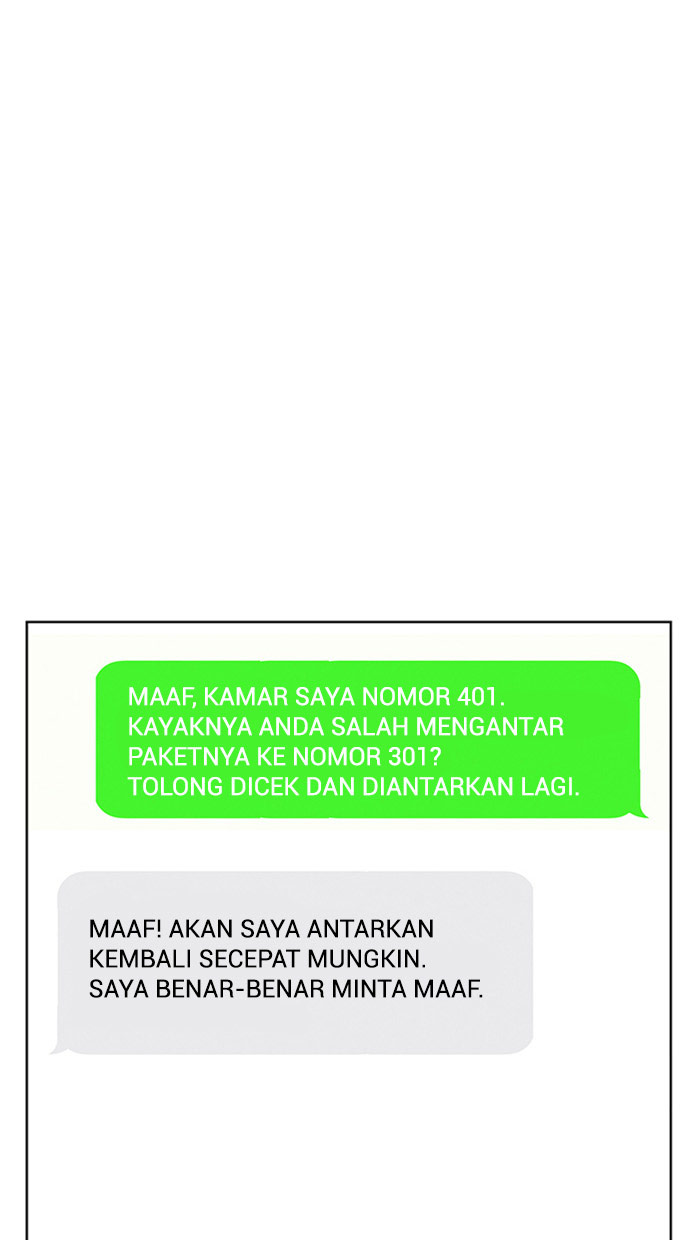 MAAF, KAMAR SAYA NOMOR 401.
KAYAKNYA ANDA SALAH MENGANTAR
PAKETNYA KE NOMOR 301?
TOLONG DICEK DAN DIANTARKAN LAGI.
MAAF! AKAN SAYA ANTARKAN
KEMBALI SECEPAT MUNGKIN.
SAYA BENAR-BENAR MINTA MAAF.